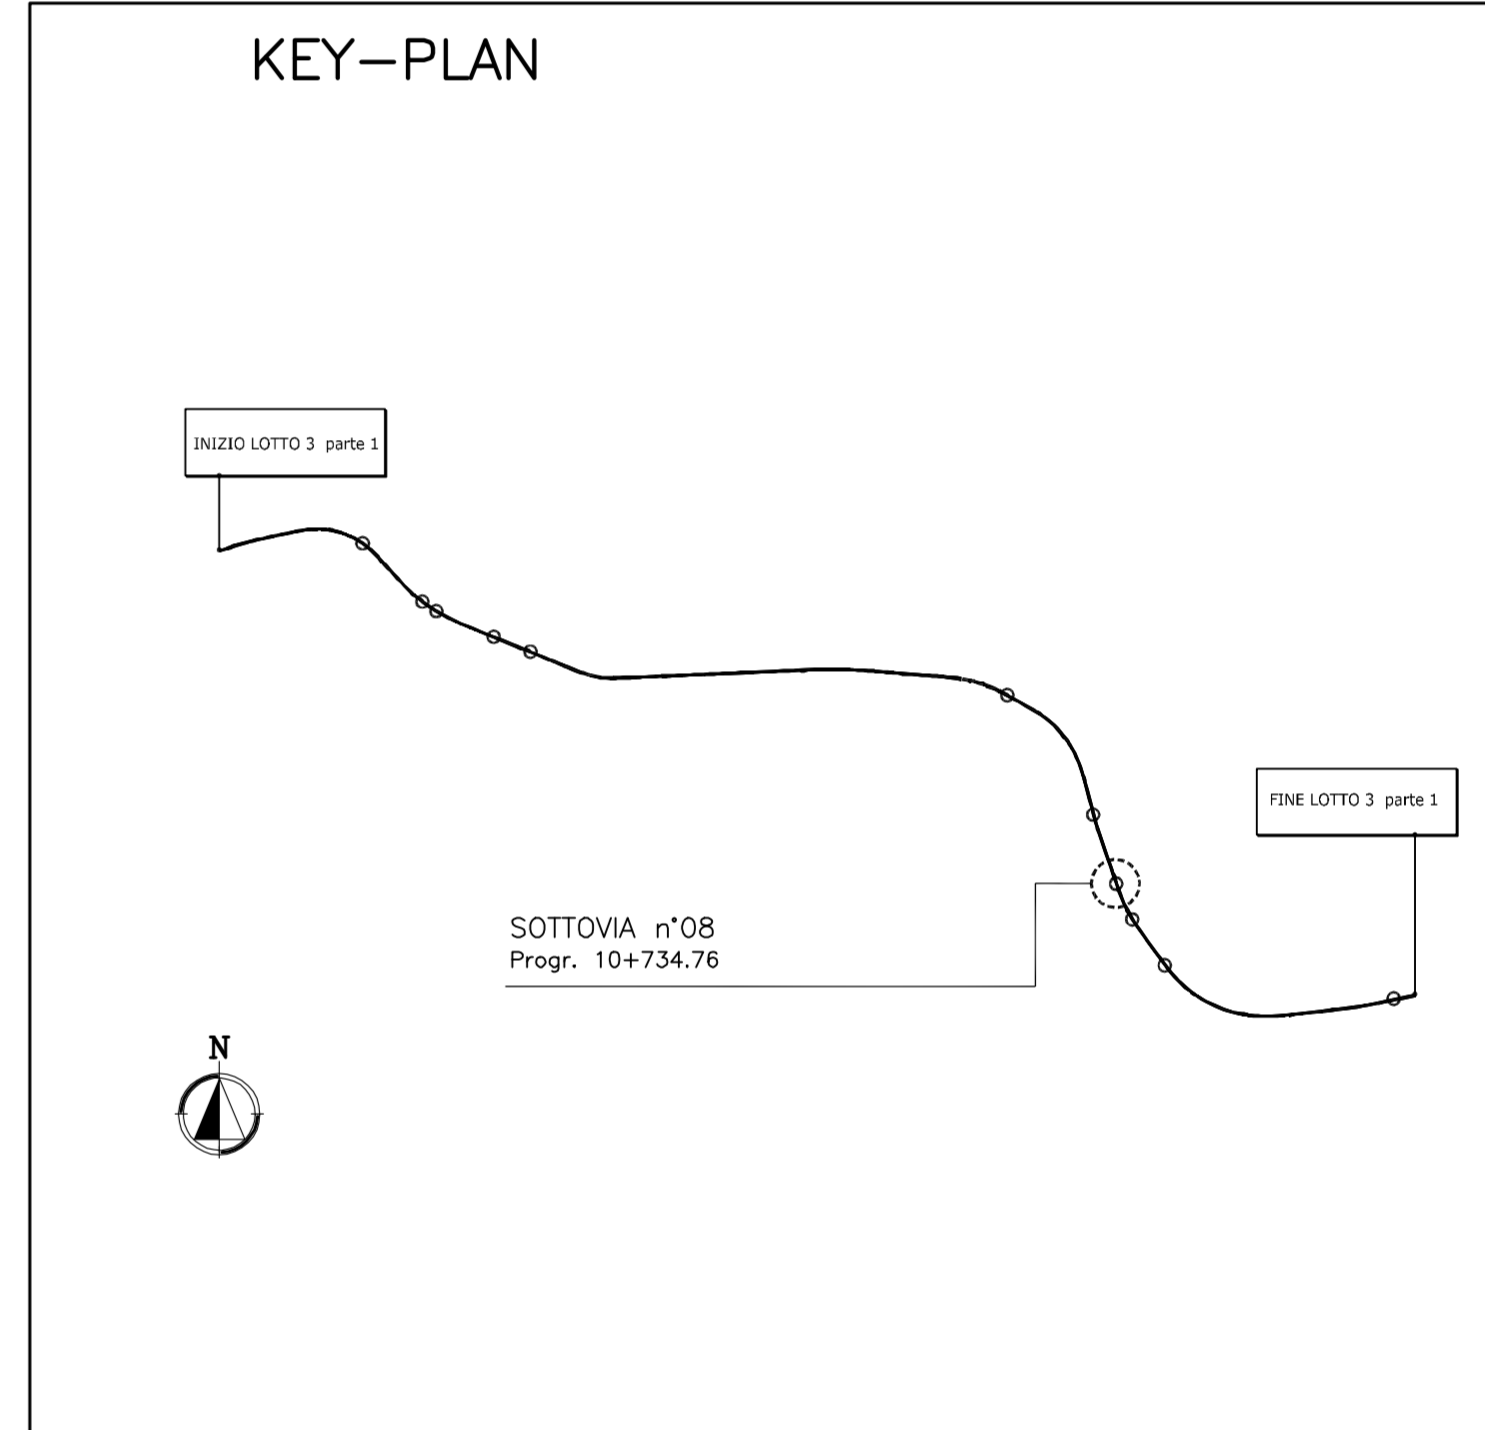 KEY-PLAN
INIZIO LOTTO 3 parte 1
FINE LOTTO 3 parte 1
SOTTOVIA n°08
Progr. 10+734.76
N